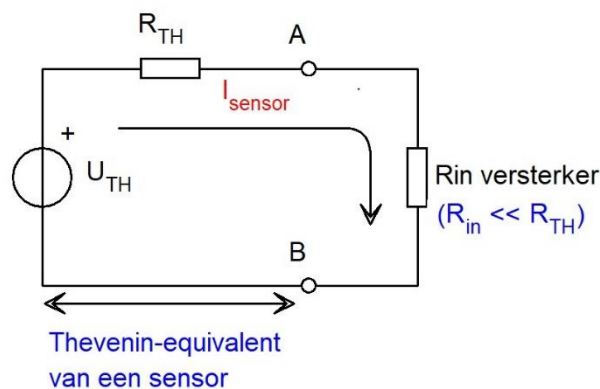 R_TH
A
I_sensor
+
U_TH
Rin versterker
(R_in << R_TH)
B
Thevenin-equivalent
van een sensor